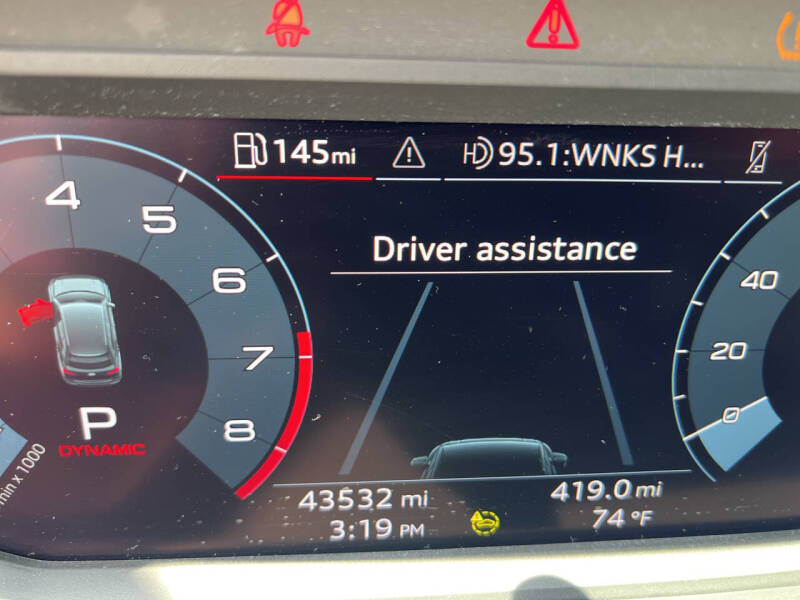 145mi
95.1:WNKS H...
Driver assistance
4
5
6
7
8
min x 1000
P
DYNAMIC
40
20
0
43532 mi
419.0 mi
3:19 PM
74 °F